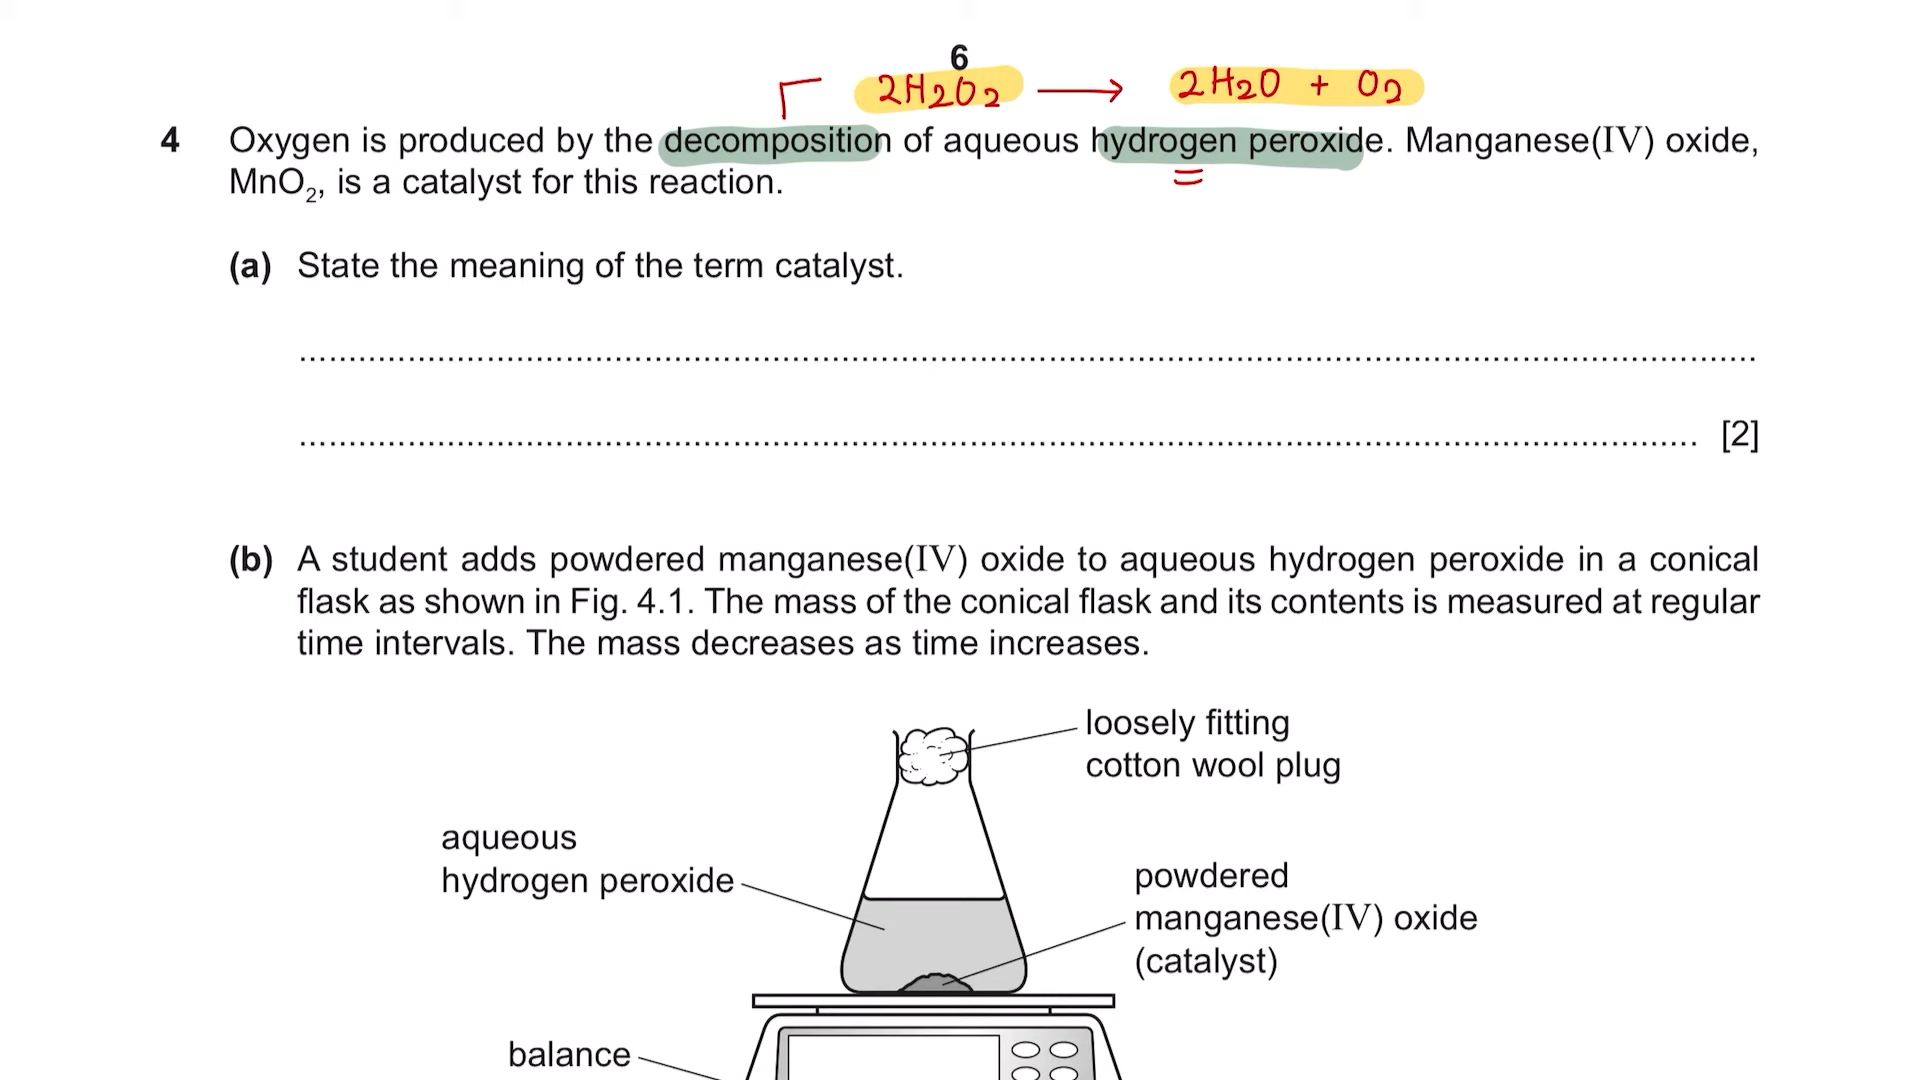 6
2H2O2 → 2H2O + O2
4 Oxygen is produced by the decomposition of aqueous hydrogen peroxide. Manganese(IV) oxide,
MnO₂, is a catalyst for this reaction.
(a) State the meaning of the term catalyst.
[2]
(b) A student adds powdered manganese(IV) oxide to aqueous hydrogen peroxide in a conical
flask as shown in Fig. 4.1. The mass of the conical flask and its contents is measured at regular
time intervals. The mass decreases as time increases.
loosely fitting
cotton wool plug
aqueous
hydrogen peroxide
powdered
manganese(IV) oxide
(catalyst)
balance